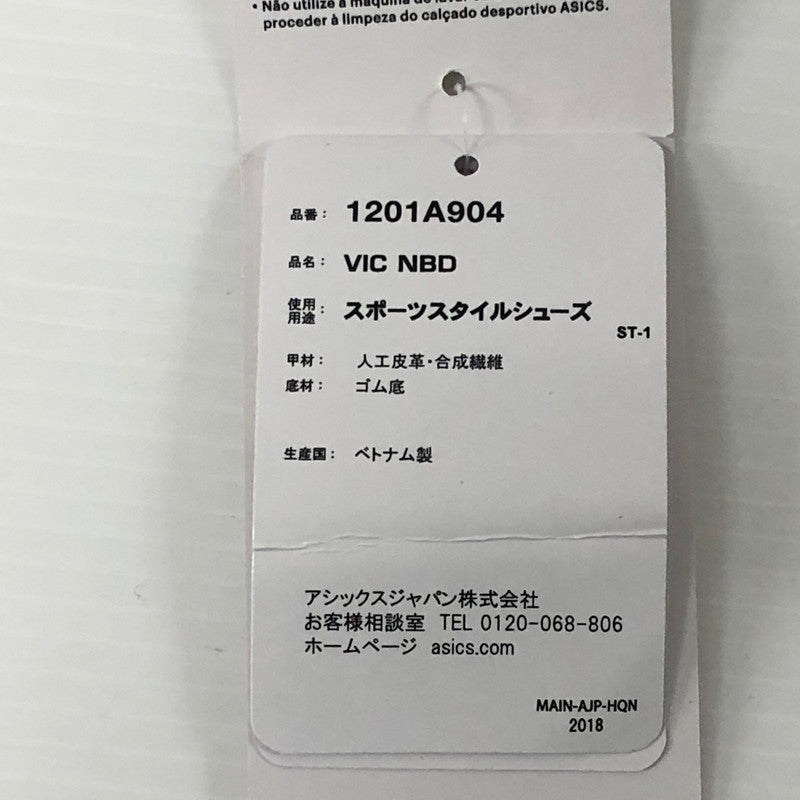 • Não utilize a máquina de lavar
proceder à limpeza do calçado desportivo ASICS.
品番： 1201A904
品名： VIC NBD
使用用途： スポーツスタイルシューズ
ST-1
甲材： 人工皮革・合成繊維
底材： ゴム底
生産国： ベトナム製
アシックスジャパン株式会社
お客様相談室 TEL 0120-068-806
ホームページ asics.com
MAIN-AJP-HQN
2018